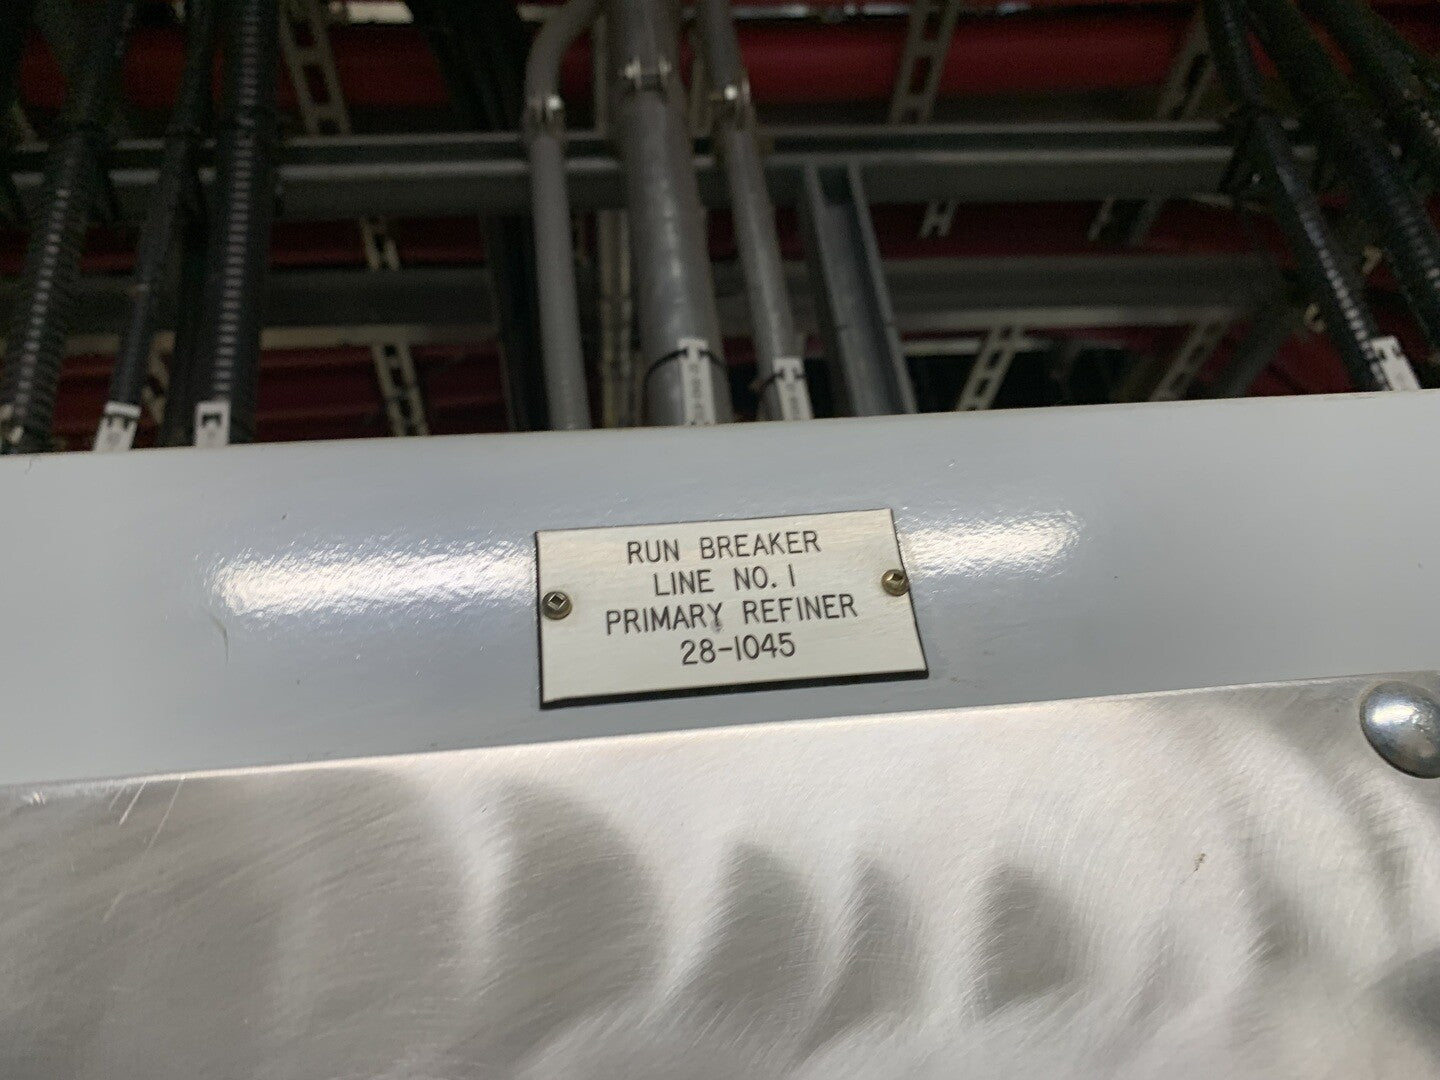 RUN BREAKER
LINE NO. 1
PRIMARY REFINER
28-1045